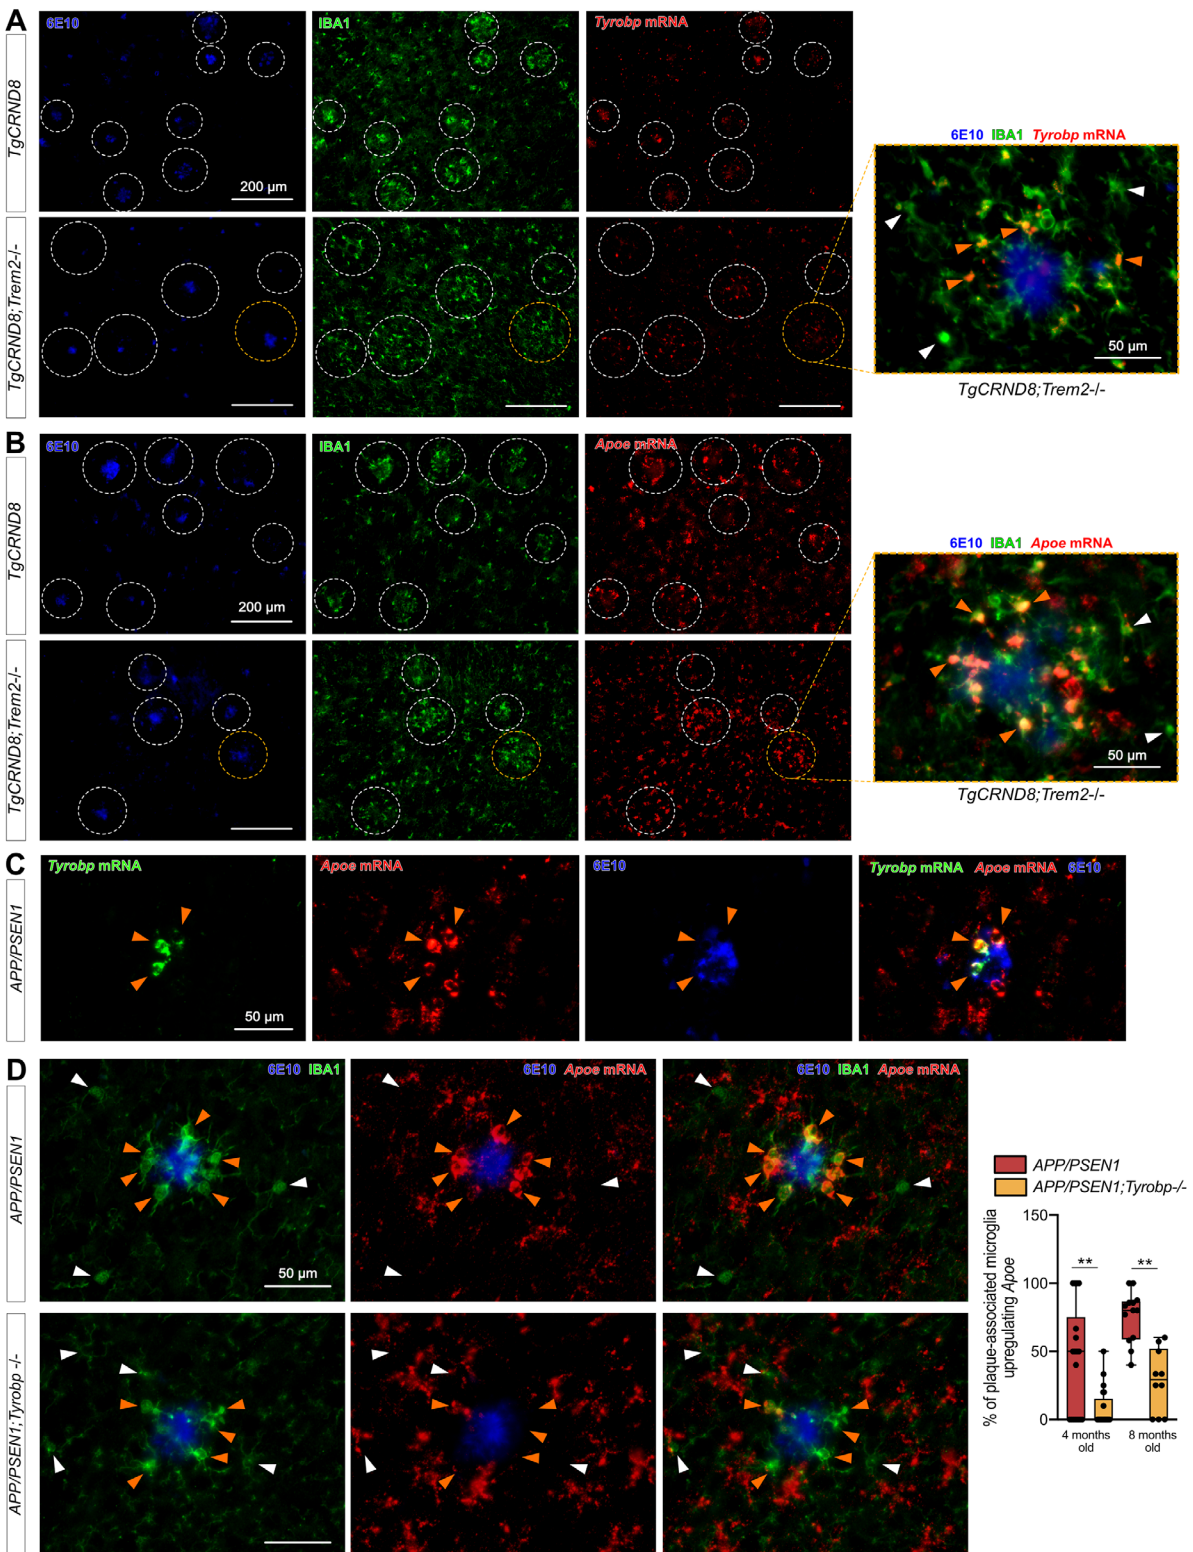 A
6E10
IBA1
Tyrobp mRNA
TgCRND8
200 µm
6E10 IBA1 Tyrobp mRNA
50 µm
TgCRND8;Trem2-/-
TgCRND8;Trem2-/-
B
6E10
IBA1
Apoe mRNA
TgCRND8
200 µm
6E10 IBA1 Apoe mRNA
50 µm
TgCRND8;Trem2-/-
TgCRND8;Trem2-/-
C
Tyrobp mRNA
Apoe mRNA
6E10
Tyrobp mRNA Apoe mRNA 6E10
APP/PSEN1
50 µm
D
6E10 IBA1
6E10 Apoe mRNA
6E10 IBA1 Apoe mRNA
APP/PSEN1
50 µm
APP/PSEN1;Tyrobp -/-
APP/PSEN1
APP/PSEN1;Tyrobp-/-
% of plaque-associated microglia
upregulating Apoe
150
100
50
0
**
**
4 months
old
8 months
old